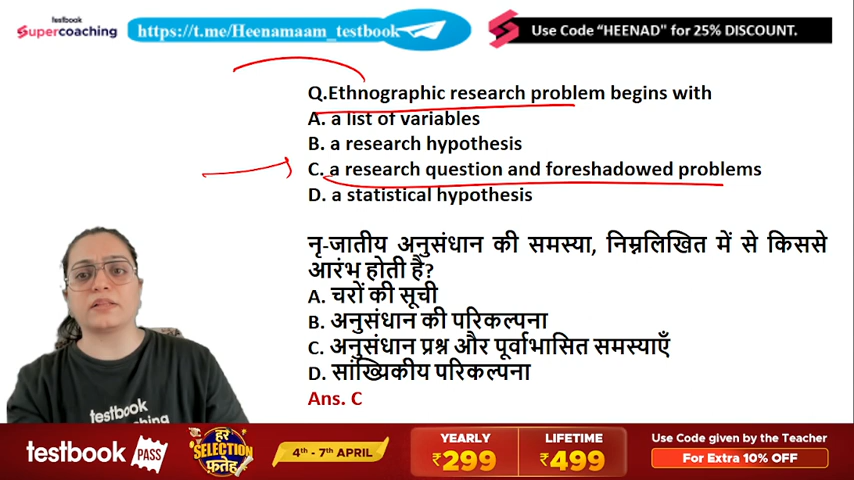 testbook
Supercoaching
https://t.me/Heenamaam_testbook
Use Code “HEENAD" for 25% DISCOUNT.
Q.Ethnographic research problem begins with
A. a list of variables
B. a research hypothesis
C. a research question and foreshadowed problems
D. a statistical hypothesis
नृ-जातीय अनुसंधान की समस्या, निम्नलिखित में से किससे
आरंभ होती है?
A. चरों की सूची
B. अनुसंधान की परिकल्पना
C. अनुसंधान प्रश्न और पूर्वाभासित समस्याएँ
D. सांख्यिकीय परिकल्पना
Ans. C
testbook
testbook PASS
हर SELECTION फतेह
4th - 7th APRIL
YEARLY
₹299
LIFETIME
₹499
Use Code given by the Teacher
For Extra 10% OFF